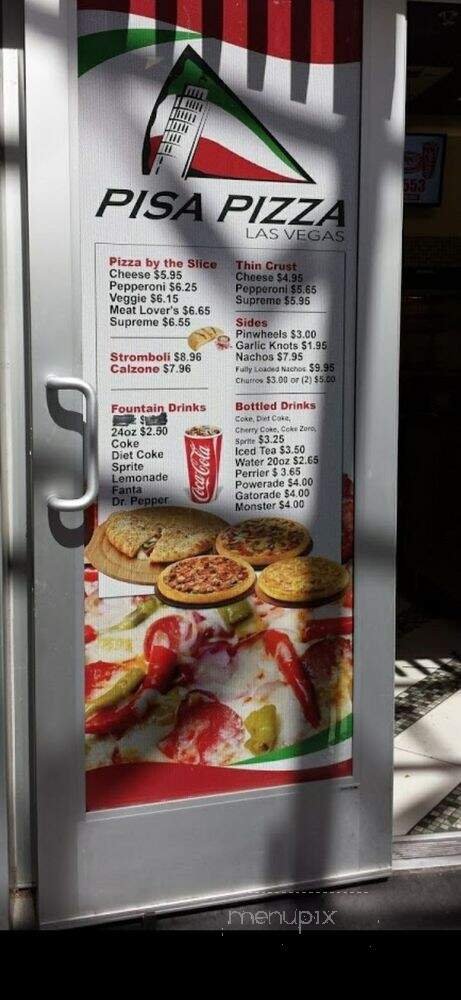 PISA PIZZA
LAS VEGAS
Pizza by the Slice
Cheese $5.95
Pepperoni $6.25
Veggie $6.15
Meat Lover's $6.65
Supreme $6.55
Stromboli $8.96
Calzone $7.96
Fountain Drinks
24oz $2.50
Coke
Diet Coke
Sprite
Lemonade
Fanta
Dr. Pepper
Coca-Cola
Thin Crust
Cheese $4.95
Pepperoni $5.65
Supreme $5.95
Sides
Pinwheels $3.00
Garlic Knots $1.95
Nachos $7.95
Fully Loaded Nachos $9.95
Churros $3.00 or (2) $5.00
Bottled Drinks
Coke, Diet Coke,
Cherry Coke, Coke Zero,
Sprite $3.25
Iced Tea $3.50
Water 20oz $2.65
Perrier $ 3.65
Powerade $4.00
Gatorade $4.00
Monster $4.00
553
menupix